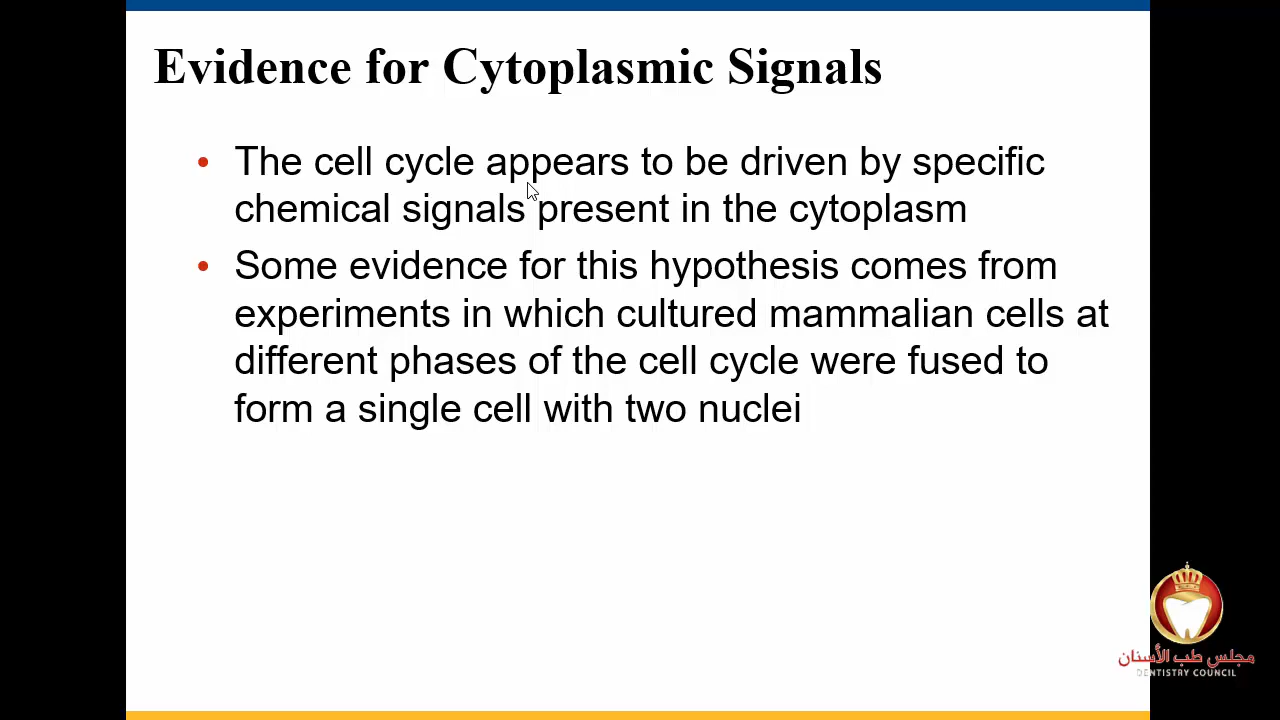 Evidence for Cytoplasmic Signals
• The cell cycle appears to be driven by specific
chemical signals present in the cytoplasm
• Some evidence for this hypothesis comes from
experiments in which cultured mammalian cells at
different phases of the cell cycle were fused to
form a single cell with two nuclei
مجلس طب الأسنان
DENTISTRY COUNCIL